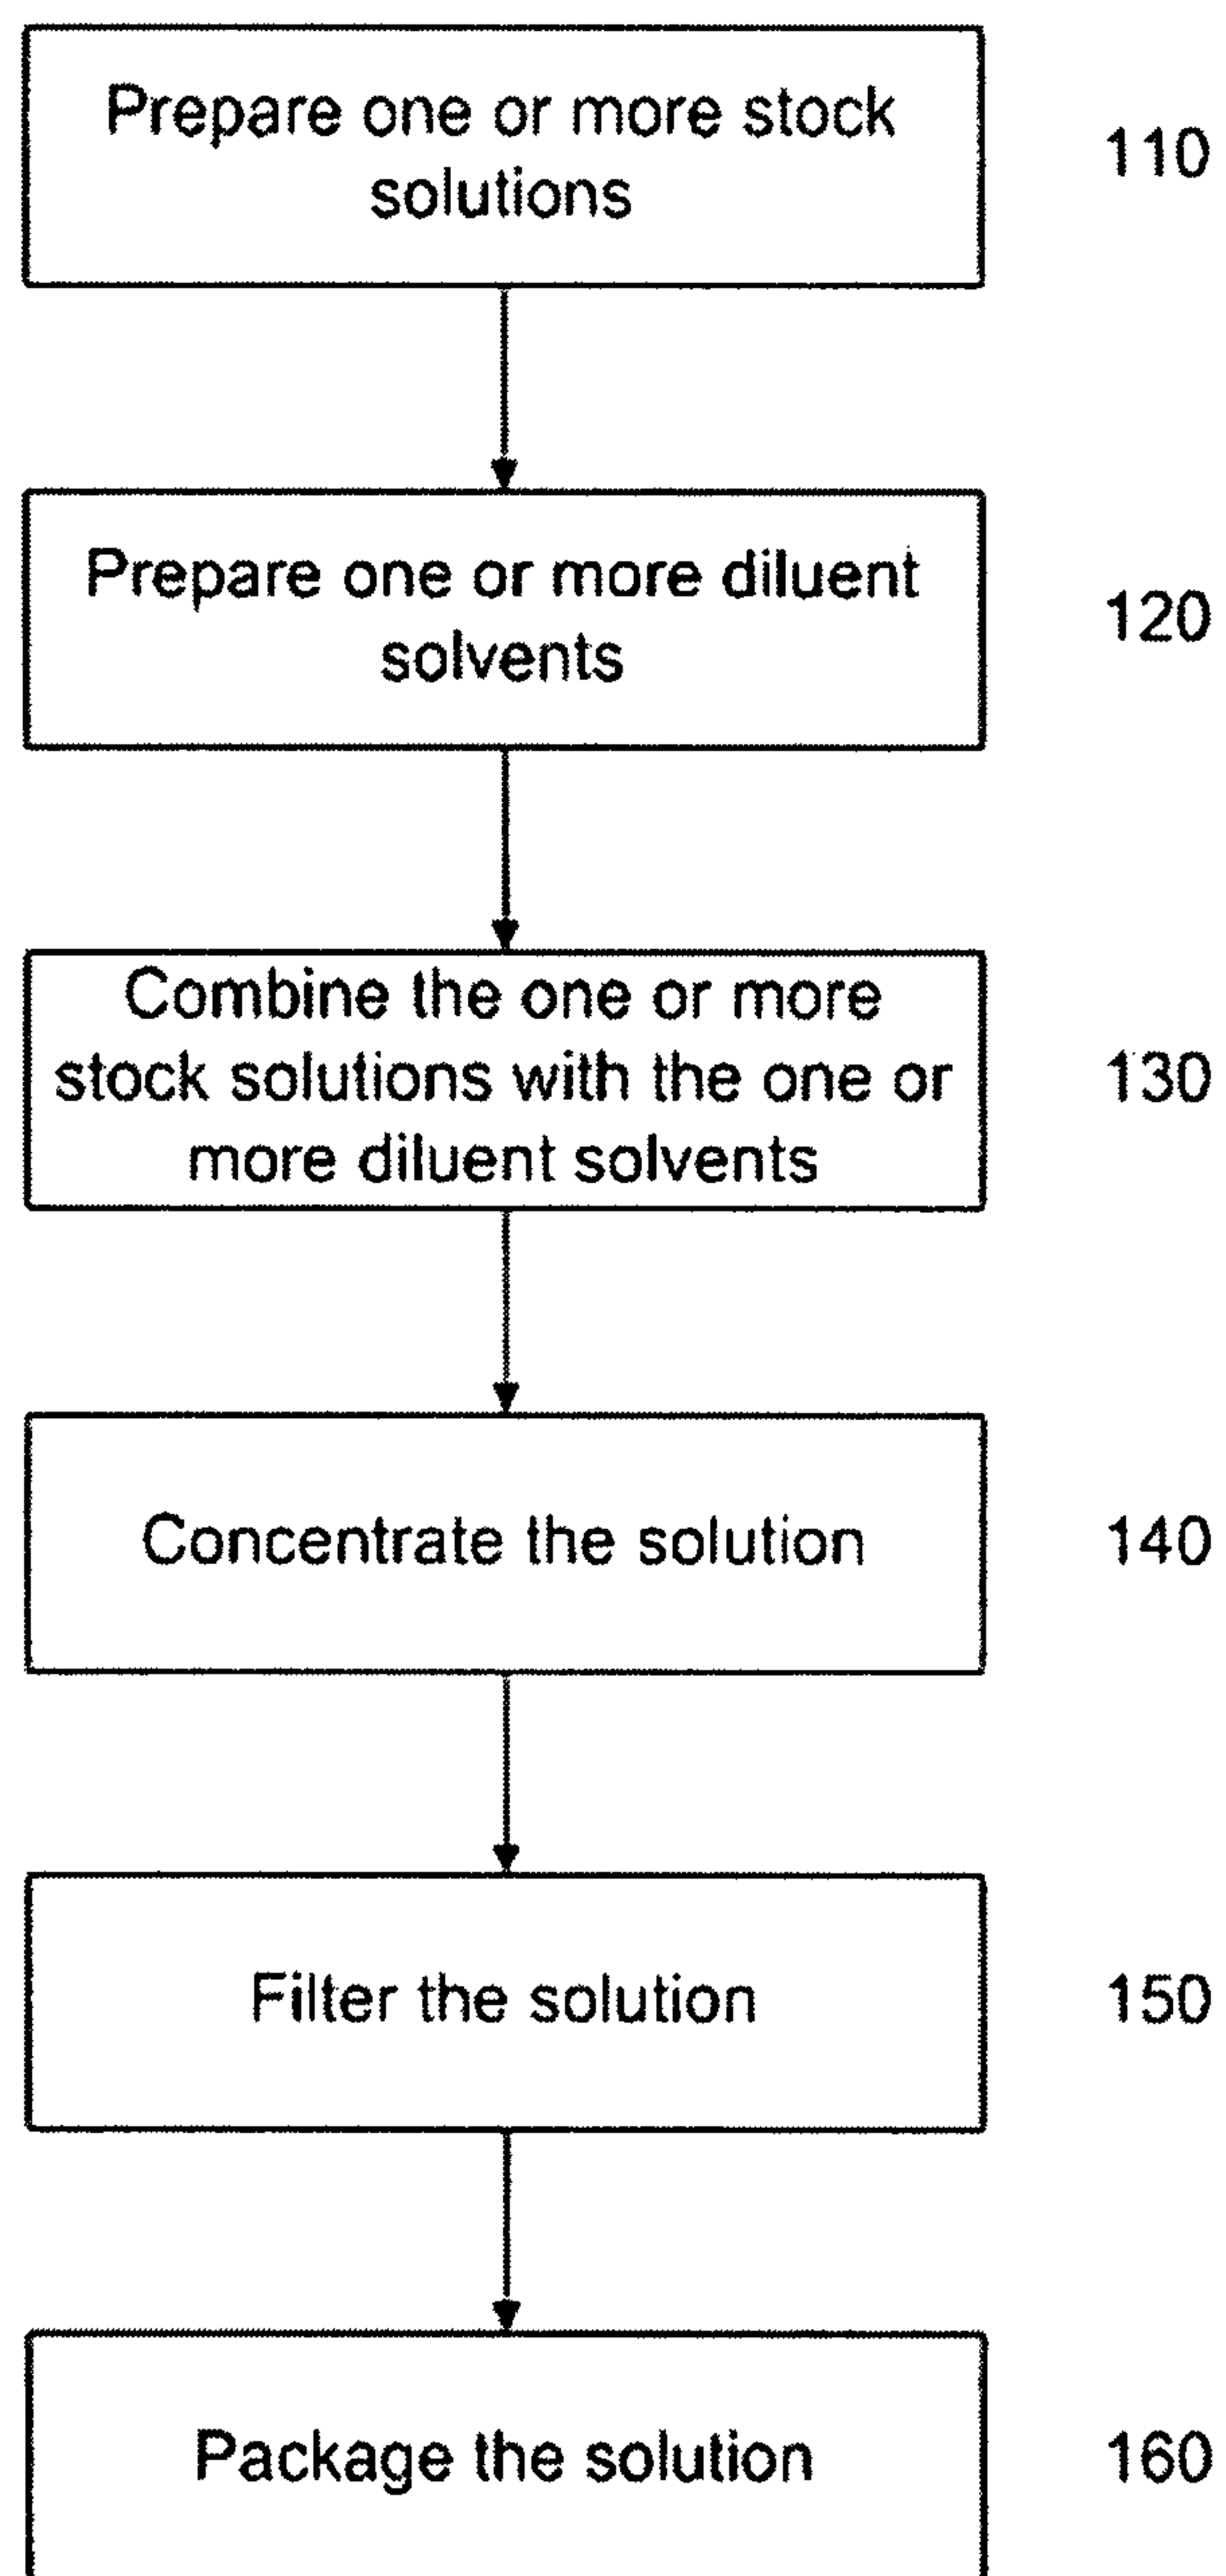 Prepare one or more stock
solutions
110
Prepare one or more diluent
solvents
120
Combine the one or more
stock solutions with the one or
more diluent solvents
130
Concentrate the solution
140
Filter the solution
150
Package the solution
160